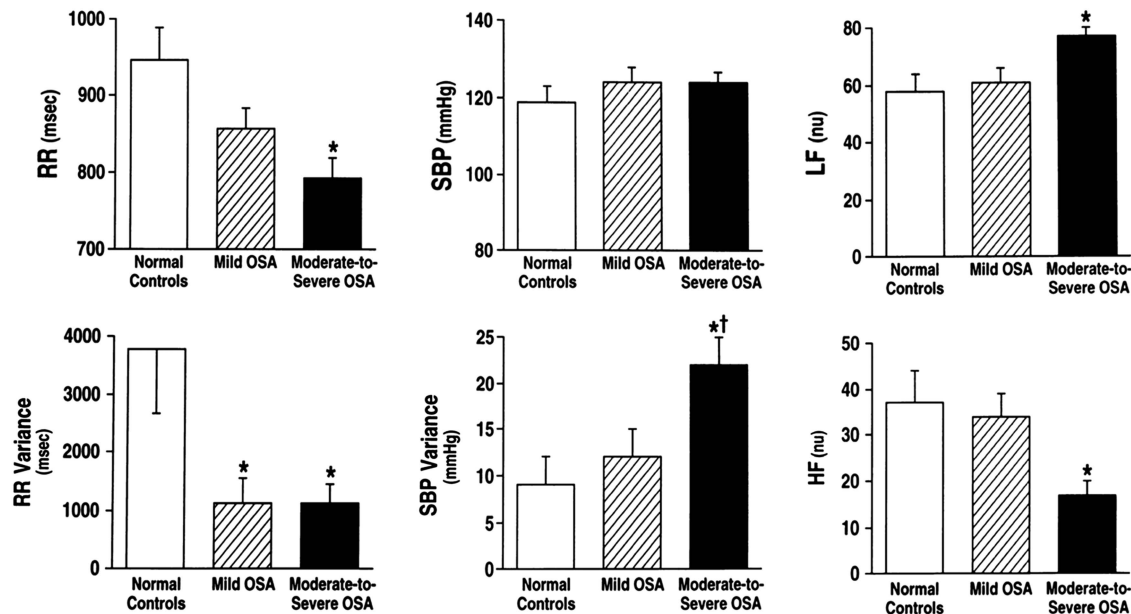 RR (msec)
1000
900
800
700
*
Normal Controls
Mild OSA
Moderate-to-Severe OSA
SBP (mmHg)
140
120
100
80
Normal Controls
Mild OSA
Moderate-to-Severe OSA
LF (nu)
80
60
40
20
0
*
Normal Controls
Mild OSA
Moderate-to-Severe OSA
RR Variance
(msec)
4000
3000
2000
1000
0
*
*
Normal Controls
Mild OSA
Moderate-to-Severe OSA
SBP Variance
(mmHg)
25
20
15
10
5
0
*†
Normal Controls
Mild OSA
Moderate-to-Severe OSA
HF (nu)
50
40
30
20
10
0
*
Normal Controls
Mild OSA
Moderate-to-Severe OSA